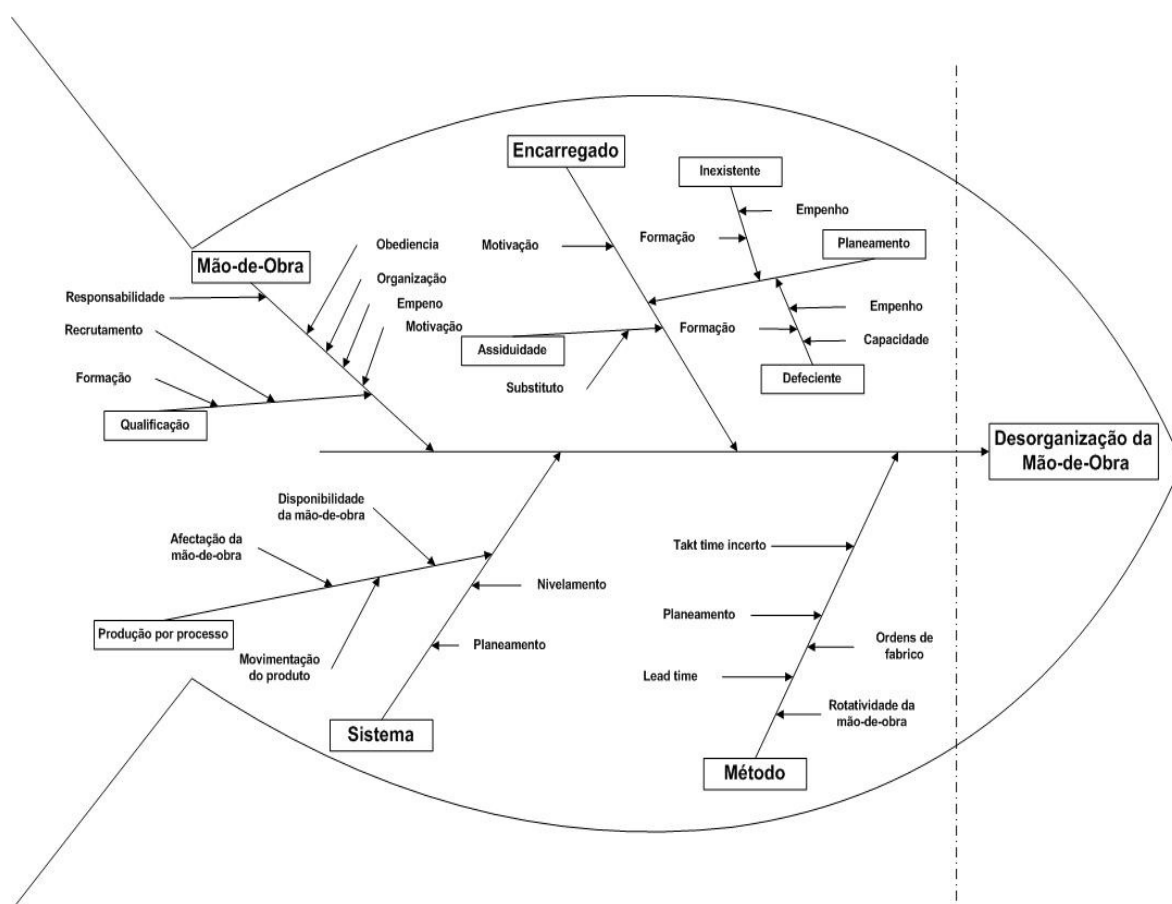 Encarregado
Inexistente
Empenho
Formação
Motivação
Planeamento
Obediencia
Mão-de-Obra
Organização
Responsabilidade
Empeno
Empenho
Recrutamento
Motivação
Formação
Capacidade
Assiduidade
Formação
Substituto
Defeciente
Qualificação
Desorganização da
Mão-de-Obra
Disponibilidade
da mão-de-obra
Afectação da
mão-de-obra
Takt time incerto
Nivelamento
Planeamento
Produção por processo
Planeamento
Ordens de
fabrico
Movimentação
do produto
Lead time
Rotatividade da
mão-de-obra
Sistema
Método